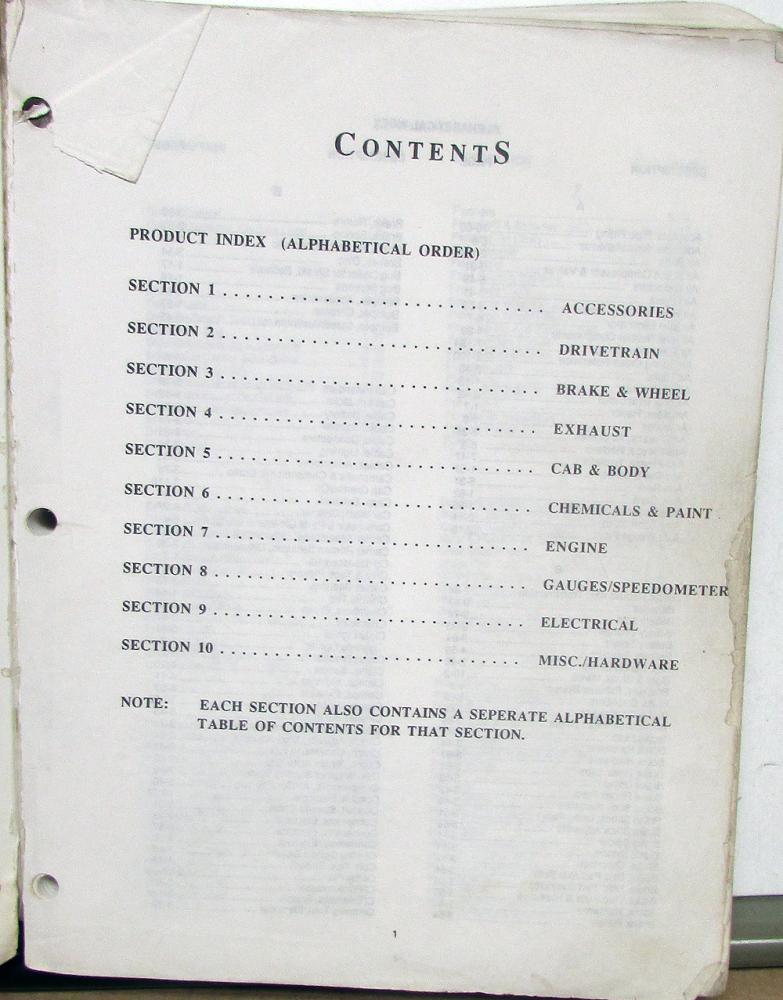 CONTENTS
PRODUCT INDEX (ALPHABETICAL ORDER)
SECTION 1 . . . . . . . . . . . . . . . . . . . . . . . . . . . . ACCESSORIES
SECTION 2 . . . . . . . . . . . . . . . . . . . . . . . . . . . . DRIVETRAIN
SECTION 3 . . . . . . . . . . . . . . . . . . . . . . . . . . . . BRAKE & WHEEL
SECTION 4 . . . . . . . . . . . . . . . . . . . . . . . . . . . . EXHAUST
SECTION 5 . . . . . . . . . . . . . . . . . . . . . . . . . . . . CAB & BODY
SECTION 6 . . . . . . . . . . . . . . . . . . . . . . . . . . . . CHEMICALS & PAINT
SECTION 7 . . . . . . . . . . . . . . . . . . . . . . . . . . . . ENGINE
SECTION 8 . . . . . . . . . . . . . . . . . . . . . . . . . . . . GAUGES/SPEEDOMETER
SECTION 9 . . . . . . . . . . . . . . . . . . . . . . . . . . . . ELECTRICAL
SECTION 10 . . . . . . . . . . . . . . . . . . . . . . . . . . . MISC./HARDWARE
NOTE: EACH SECTION ALSO CONTAINS A SEPERATE ALPHABETICAL
TABLE OF CONTENTS FOR THAT SECTION.
1